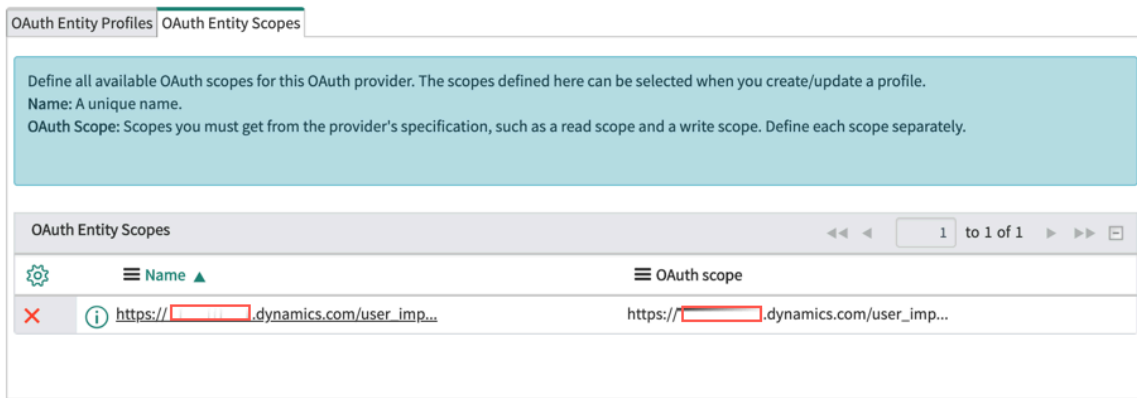 OAuth Entity Profiles OAuth Entity Scopes
Define all available OAuth scopes for this OAuth provider. The scopes defined here can be selected when you create/update a profile.
Name: A unique name.
OAuth Scope: Scopes you must get from the provider's specification, such as a read scope and a write scope. Define each scope separately.
OAuth Entity Scopes 1 to 1 of 1
Name OAuth scope
https:// .dynamics.com/user_imp... https:// .dynamics.com/user_imp...